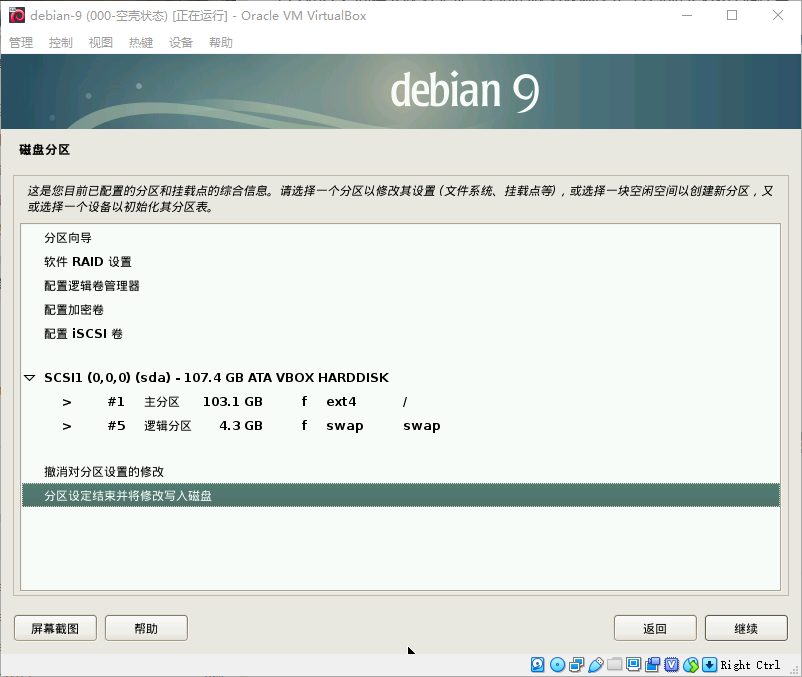 debian-9 (000-空壳状态) [正在运行] - Oracle VM VirtualBox
管理 控制 视图 热键 设备 帮助
debian 9
磁盘分区
这是您目前已配置的分区和挂载点的综合信息。请选择一个分区以修改其设置 (文件系统、挂载点等)，或选择一块空闲空间以创建新分区，又
或选择一个设备以初始化其分区表。
分区向导
软件 RAID 设置
配置逻辑卷管理器
配置加密卷
配置 iSCSI 卷
SCSI1 (0,0,0) (sda) - 107.4 GB ATA VBOX HARDDISK
> #1 主分区 103.1 GB f ext4 /
> #5 逻辑分区 4.3 GB f swap swap
撤消对分区设置的修改
分区设定结束并将修改写入磁盘
屏幕截图 帮助 返回 继续
Right Ctrl